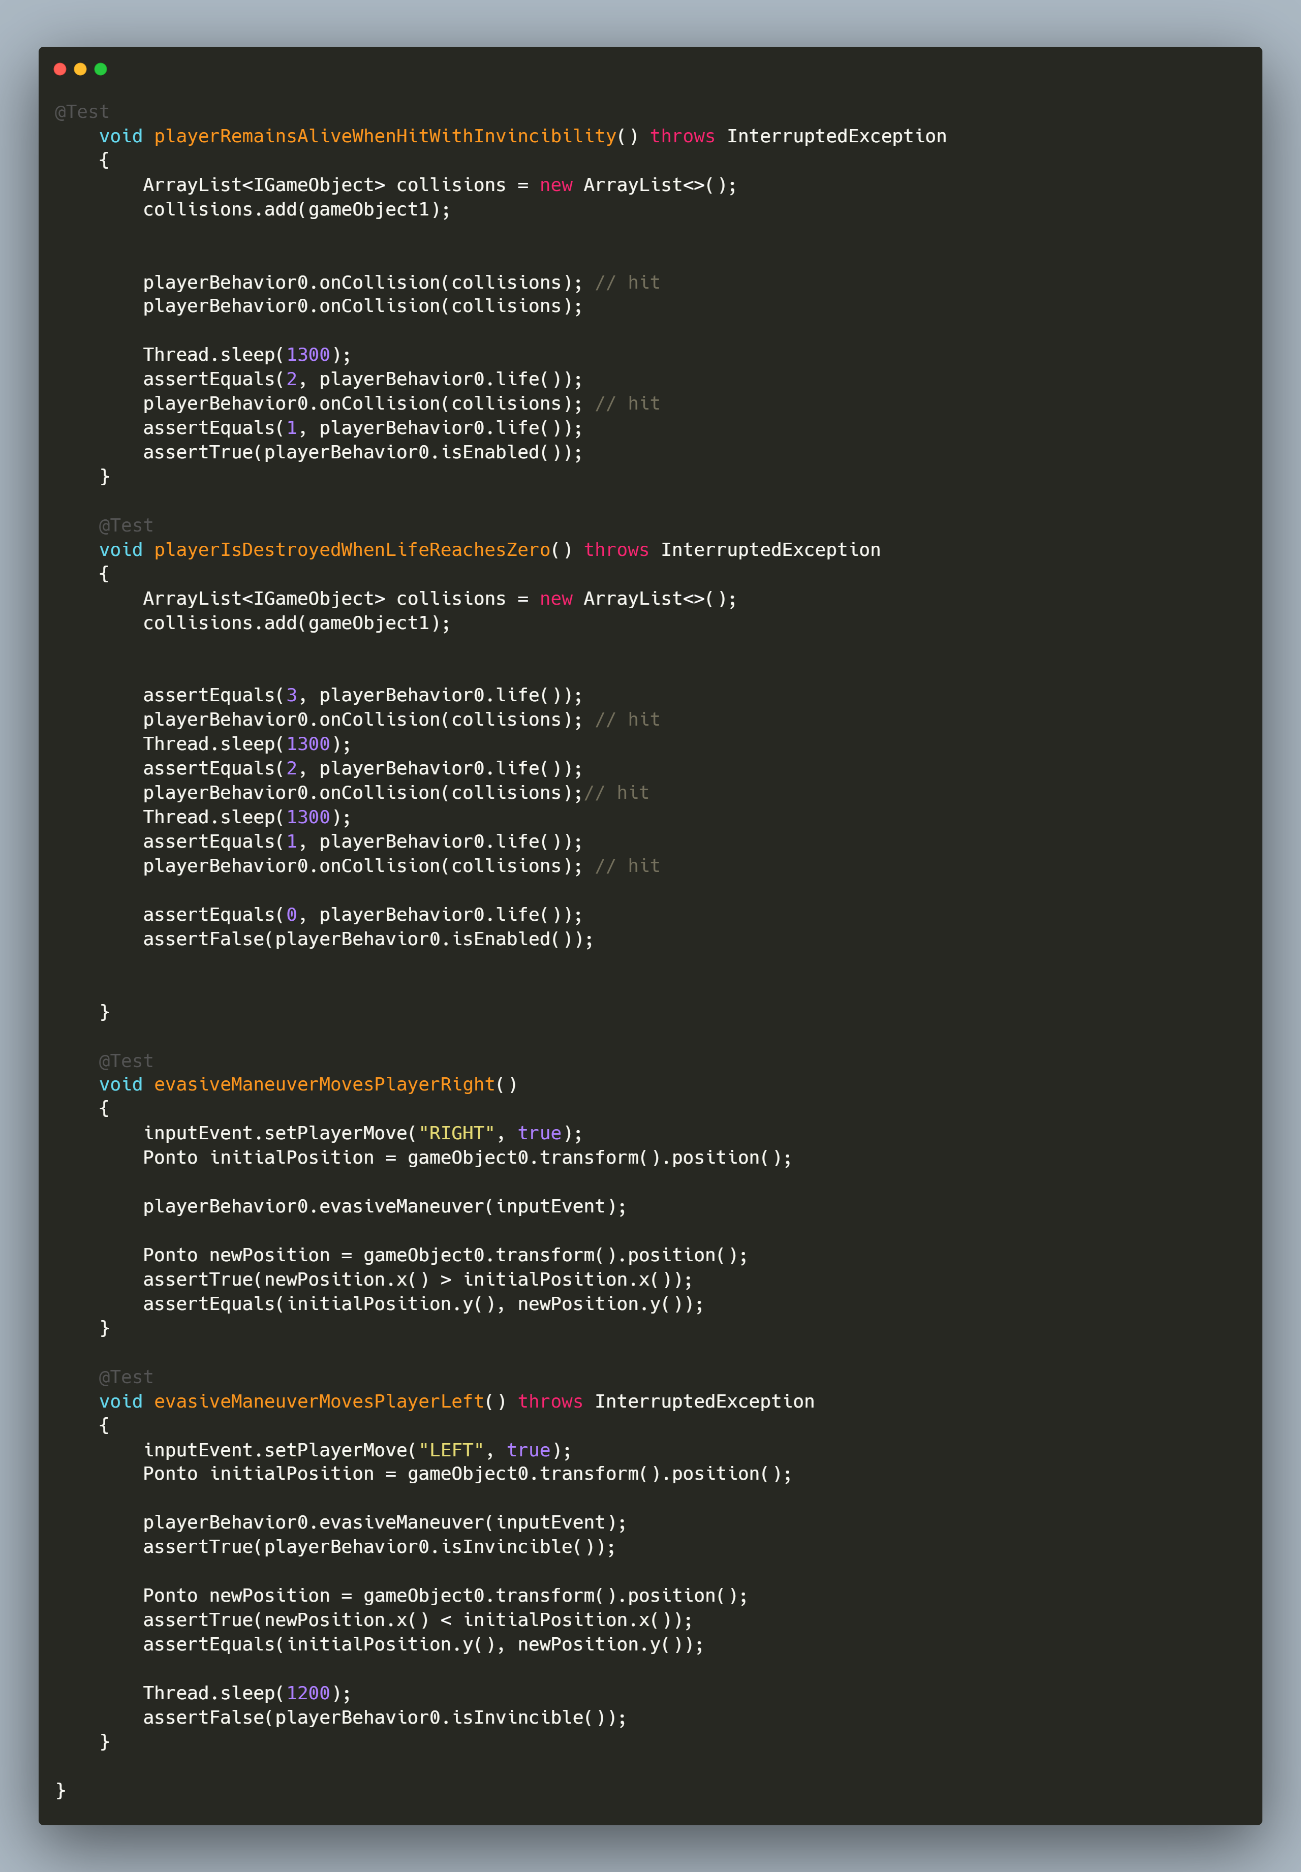 @Test
    void playerRemainsAliveWhenHitWithInvincibility() throws InterruptedException
    {
        ArrayList<IGameObject> collisions = new ArrayList<>();
        collisions.add(gameObject1);


        playerBehavior0.onCollision(collisions); // hit
        playerBehavior0.onCollision(collisions);

        Thread.sleep(1300);
        assertEquals(2, playerBehavior0.life());
        playerBehavior0.onCollision(collisions); // hit
        assertEquals(1, playerBehavior0.life());
        assertTrue(playerBehavior0.isEnabled());
    }

    @Test
    void playerIsDestroyedWhenLifeReachesZero() throws InterruptedException
    {
        ArrayList<IGameObject> collisions = new ArrayList<>();
        collisions.add(gameObject1);


        assertEquals(3, playerBehavior0.life());
        playerBehavior0.onCollision(collisions); // hit
        Thread.sleep(1300);
        assertEquals(2, playerBehavior0.life());
        playerBehavior0.onCollision(collisions);// hit
        Thread.sleep(1300);
        assertEquals(1, playerBehavior0.life());
        playerBehavior0.onCollision(collisions); // hit

        assertEquals(0, playerBehavior0.life());
        assertFalse(playerBehavior0.isEnabled());


    }

    @Test
    void evasiveManeuverMovesPlayerRight()
    {
        inputEvent.setPlayerMove("RIGHT", true);
        Ponto initialPosition = gameObject0.transform().position();

        playerBehavior0.evasiveManeuver(inputEvent);

        Ponto newPosition = gameObject0.transform().position();
        assertTrue(newPosition.x() > initialPosition.x());
        assertEquals(initialPosition.y(), newPosition.y());
    }

    @Test
    void evasiveManeuverMovesPlayerLeft() throws InterruptedException
    {
        inputEvent.setPlayerMove("LEFT", true);
        Ponto initialPosition = gameObject0.transform().position();

        playerBehavior0.evasiveManeuver(inputEvent);
        assertTrue(playerBehavior0.isInvincible());

        Ponto newPosition = gameObject0.transform().position();
        assertTrue(newPosition.x() < initialPosition.x());
        assertEquals(initialPosition.y(), newPosition.y());

        Thread.sleep(1200);
        assertFalse(playerBehavior0.isInvincible());
    }

}